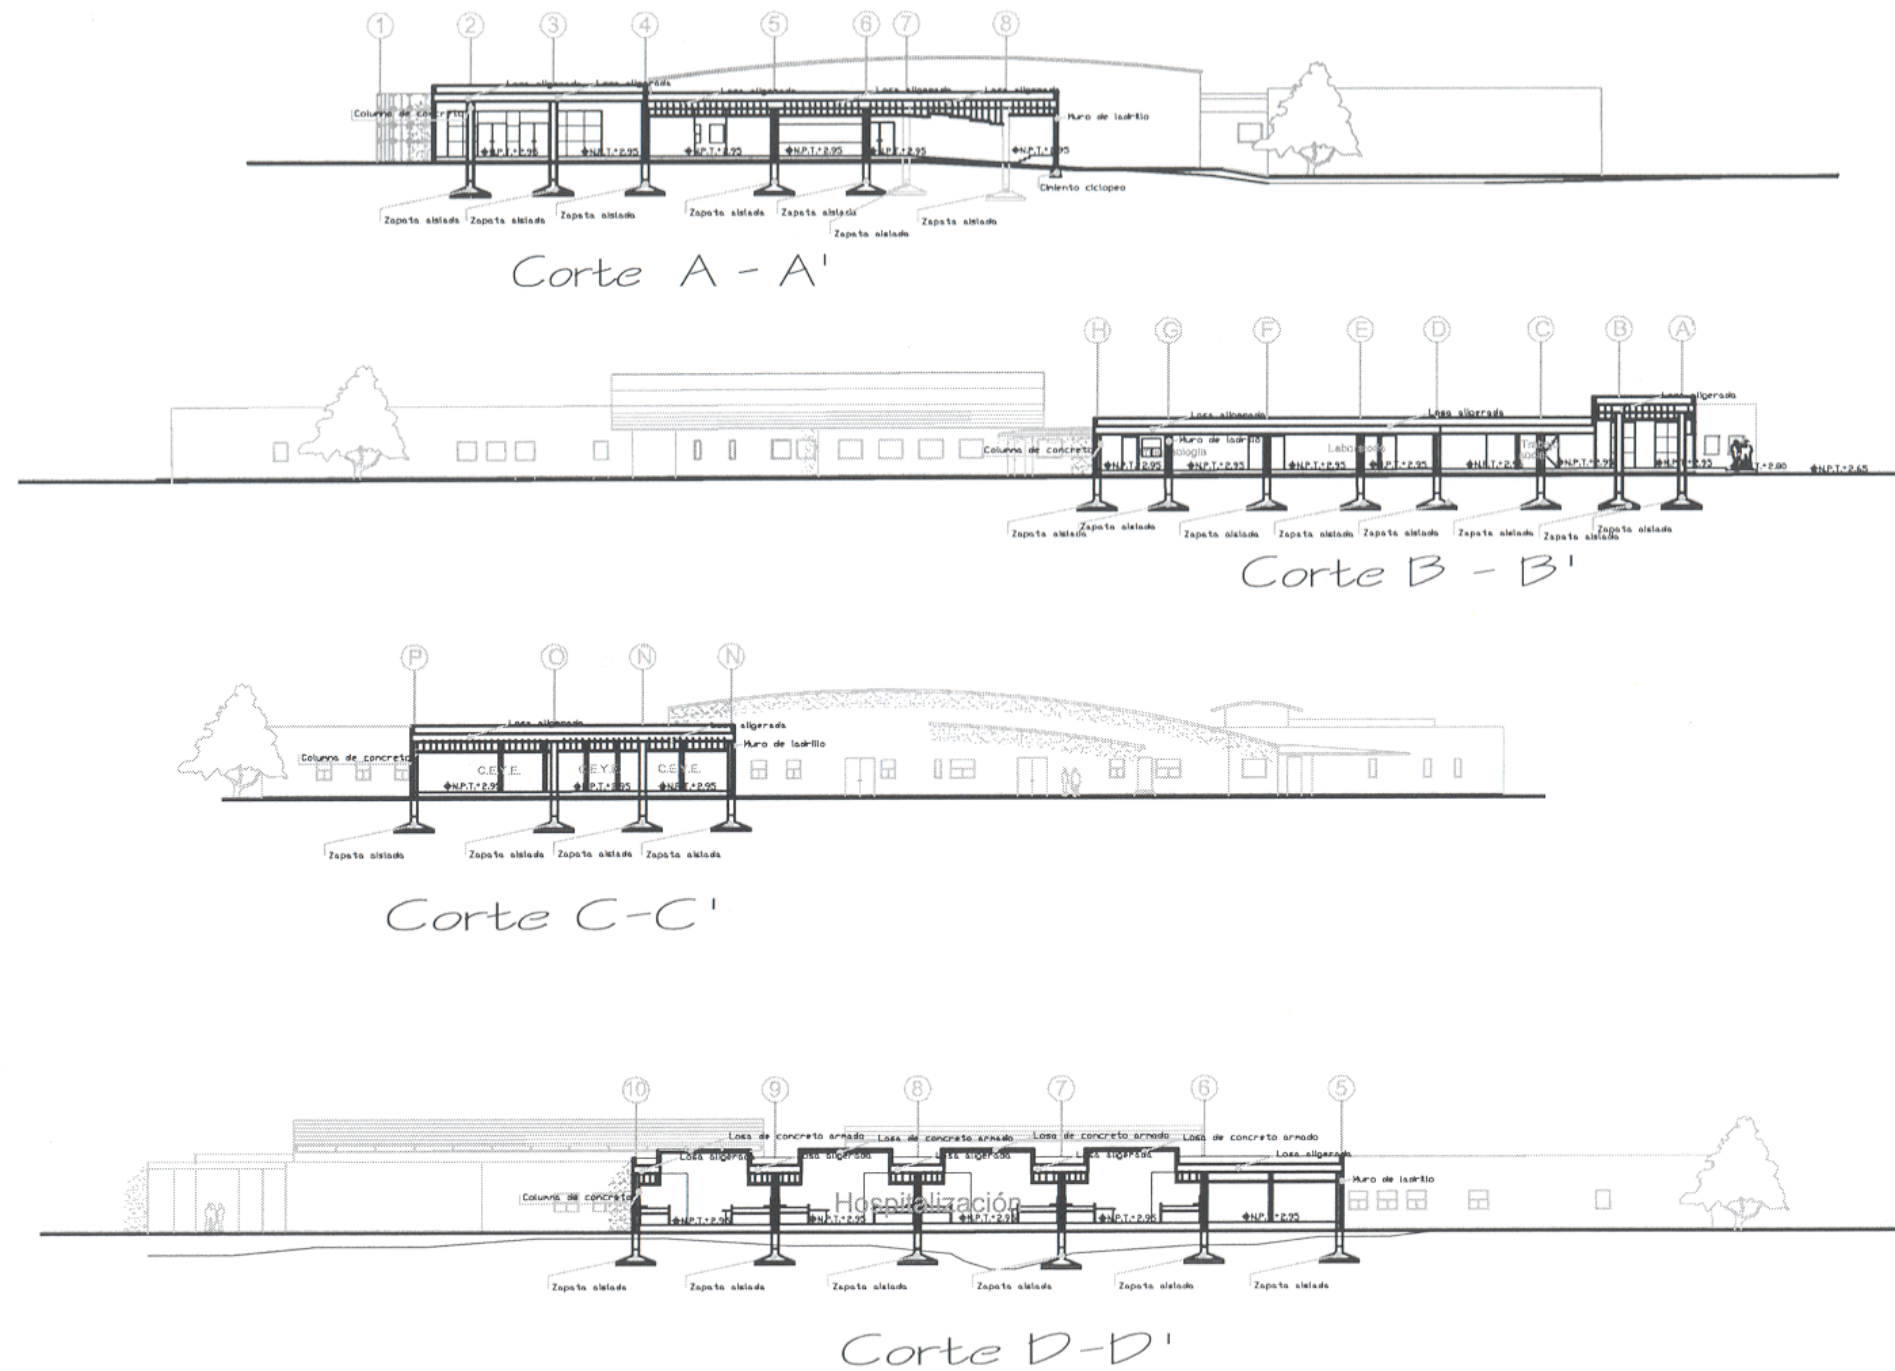 1 2 3 4 5 6 7 8
Losa aligerada Losa aligerada
Losa aligerada Losa aligerada Losa aligerada
Columna de concreto
Muro de ladrillo
N.P.T.+2.95 N.P.T.+2.95 N.P.T.+2.95 N.P.T.+2.95 N.P.T.+2.95 N.P.T.+2.95
Cimiento ciclopeo
Zapata aislada Zapata aislada Zapata aislada Zapata aislada Zapata aislada Zapata aislada
Zapata aislada
Corte A - A'
H G F E D C B A
Losa aligerada
Losa aligerada Losa aligerada
Columna de concreto Muro de ladrillo
Laboratorio
N.P.T.+2.95 N.P.T.+2.95 N.P.T.+2.95 N.P.T.+2.95 N.P.T.+2.95 N.P.T.+2.95 N.P.T.+2.95 N.P.T.+2.65
Zapata aislada Zapata aislada Zapata aislada Zapata aislada Zapata aislada Zapata aislada Zapata aislada Zapata aislada
Corte B - B'
P O N N
Losa aligerada Losa aligerada
Muro de ladrillo
Columna de concreto
C.E.Y.E. C.E.Y.E. C.E.Y.E.
N.P.T.+2.95 N.P.T.+2.95 N.P.T.+2.95
Zapata aislada Zapata aislada Zapata aislada Zapata aislada
Corte C-C'
10 9 8 7 6 5
Losa de concreto armado Losa de concreto armado Losa de concreto armado Losa de concreto armado
Losa aligerada Losa aligerada Losa aligerada Losa aligerada Losa aligerada
Muro de ladrillo
Columna de concreto
Hospitalización
N.P.T.+2.95 N.P.T.+2.95 N.P.T.+2.95 N.P.T.+2.95 N.P.T.+2.95
Zapata aislada Zapata aislada Zapata aislada Zapata aislada Zapata aislada Zapata aislada
Corte D-D'